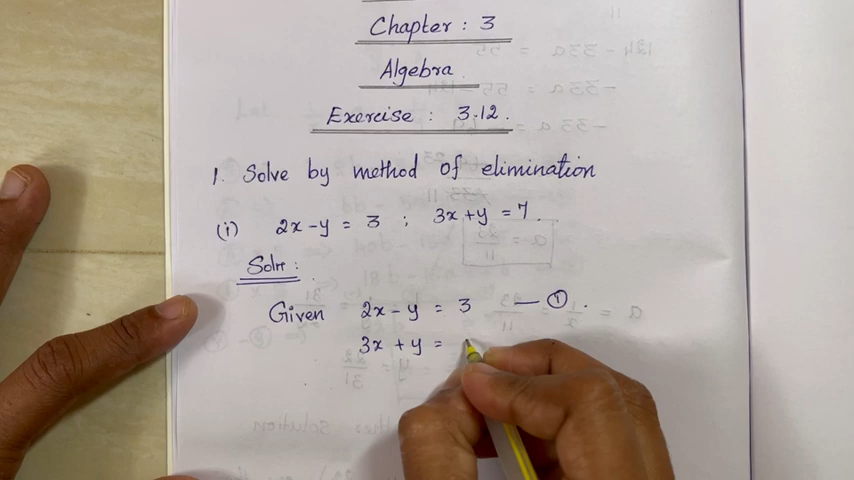 Chapter : 3
Algebra
Exercise : 3.12.
1. Solve by method of elimination
(i) 2x - y = 3 ; 3x + y = 7.
Soln :
Given 2x - y = 3 — ①.
3x + y =